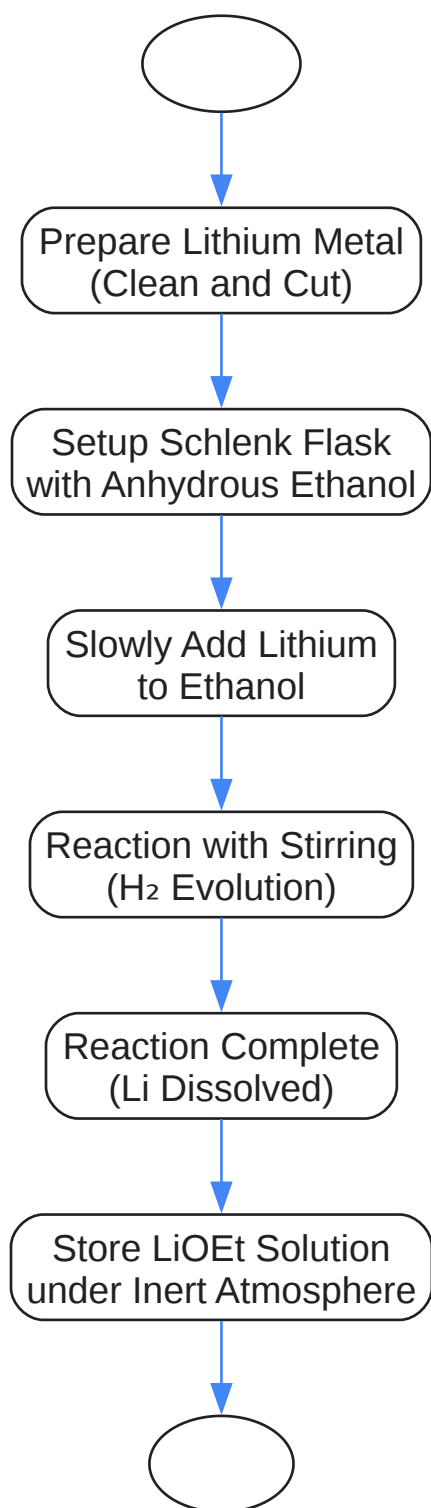 Prepare Lithium Metal
(Clean and Cut)
Setup Schlenk Flask
with Anhydrous Ethanol
Slowly Add Lithium
to Ethanol
Reaction with Stirring
(H₂ Evolution)
Reaction Complete
(Li Dissolved)
Store LiOEt Solution
under Inert Atmosphere